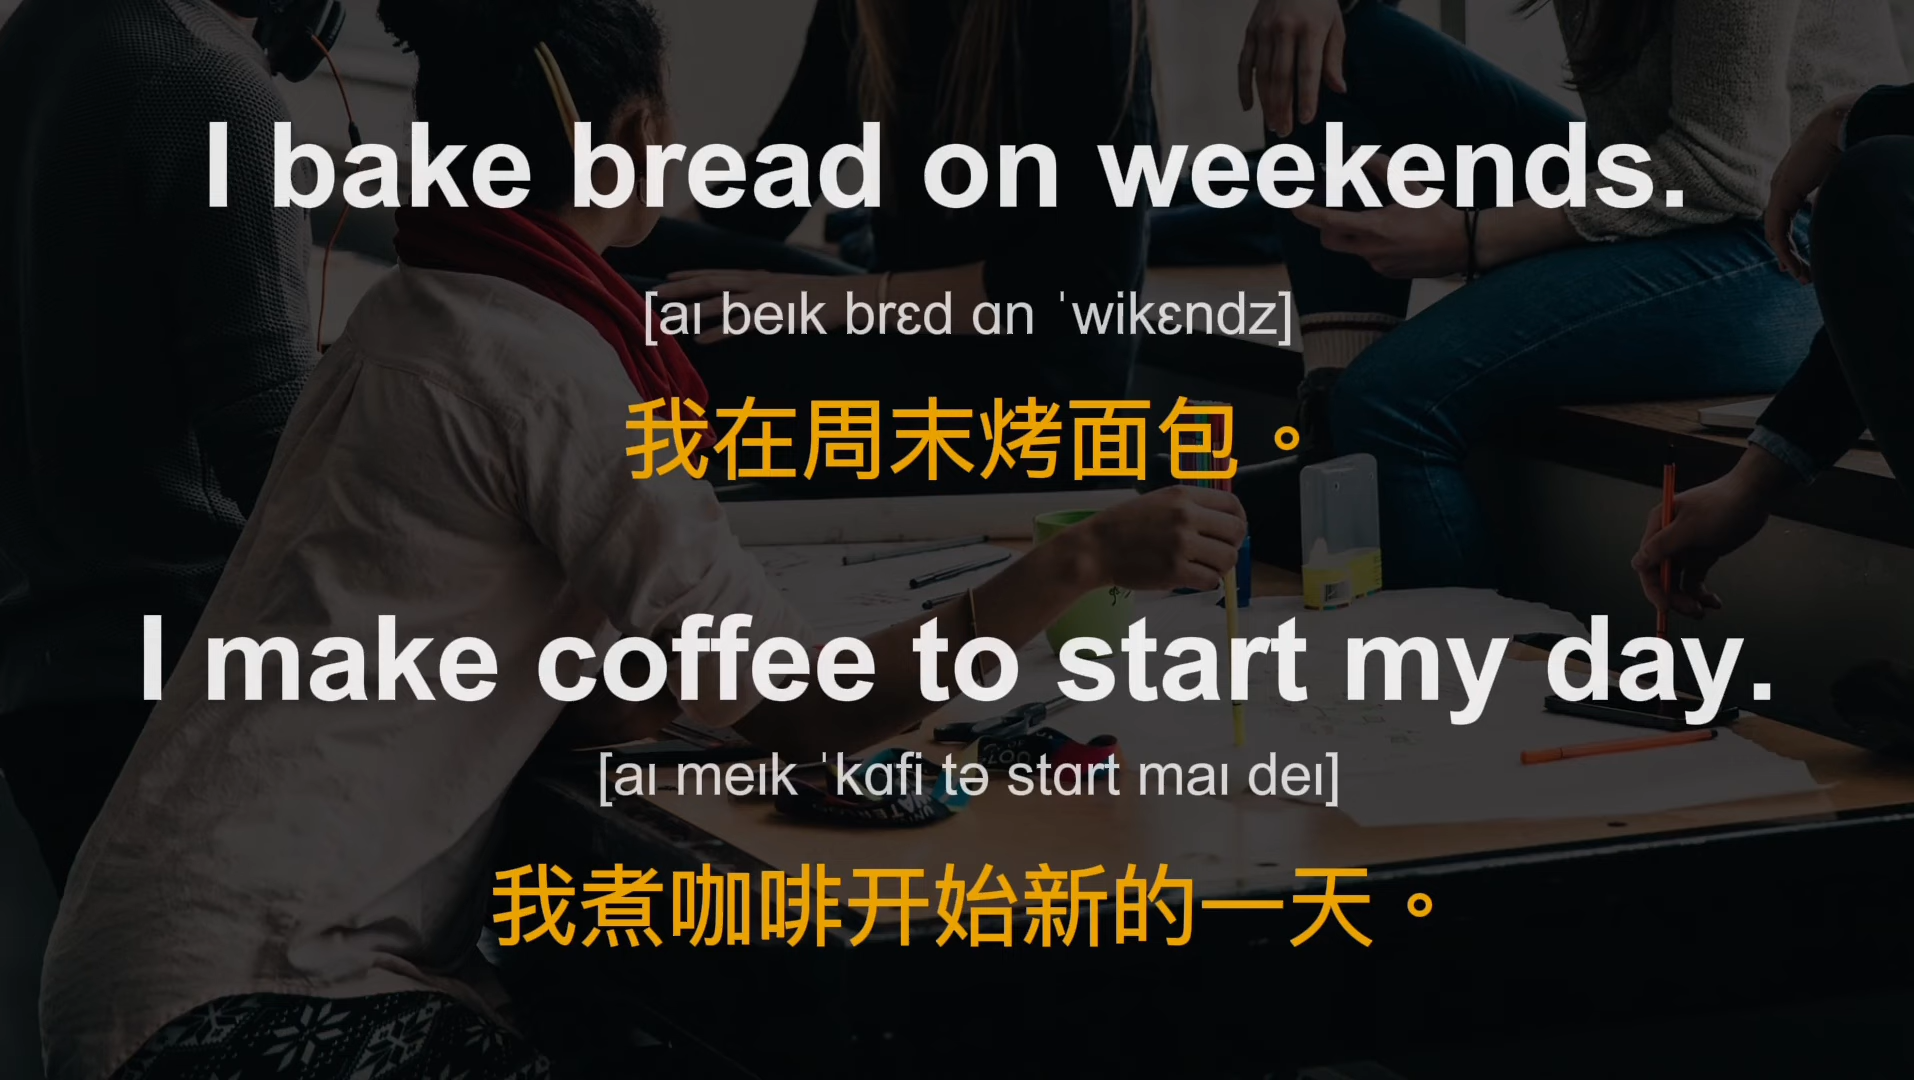 I bake bread on weekends.
[aɪ beɪk brɛd ɑn ˈwikɛndz]
我在周末烤面包。
I make coffee to start my day.
[aɪ meɪk ˈkɑfi tə stɑrt maɪ deɪ]
我煮咖啡开始新的一天。